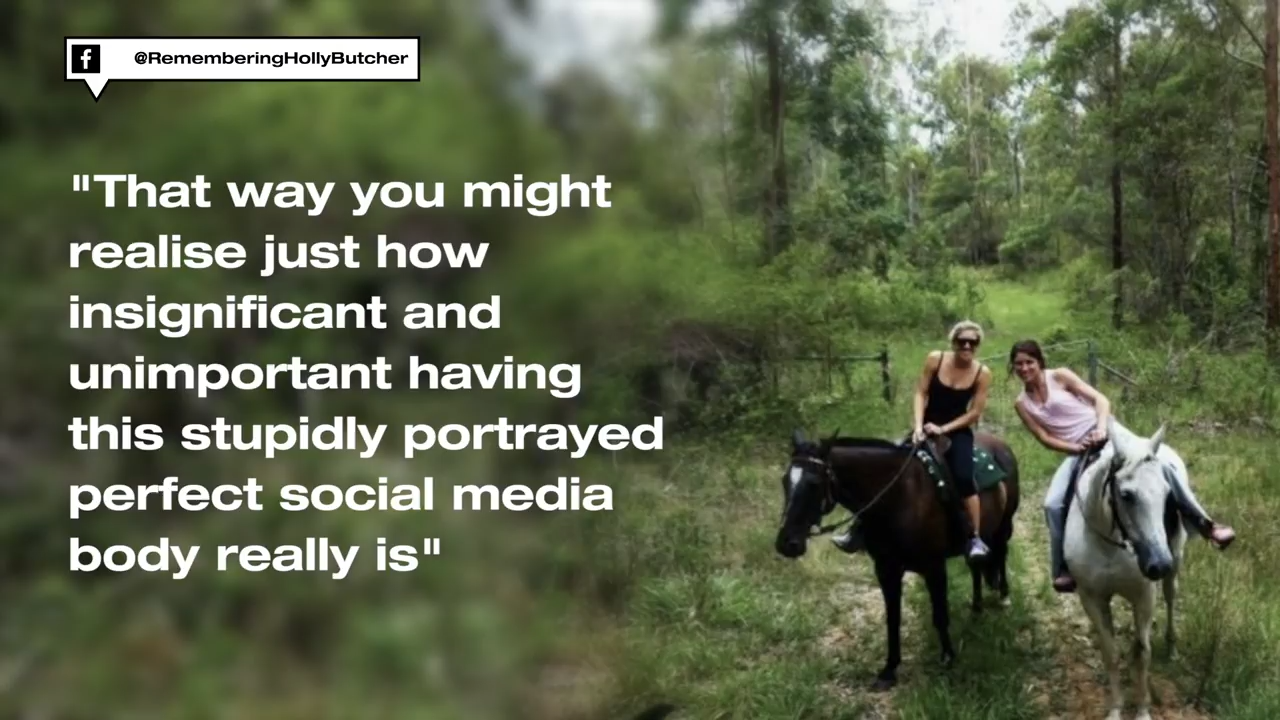 @RememberingHollyButcher
"That way you might
realise just how
insignificant and
unimportant having
this stupidly portrayed
perfect social media
body really is"